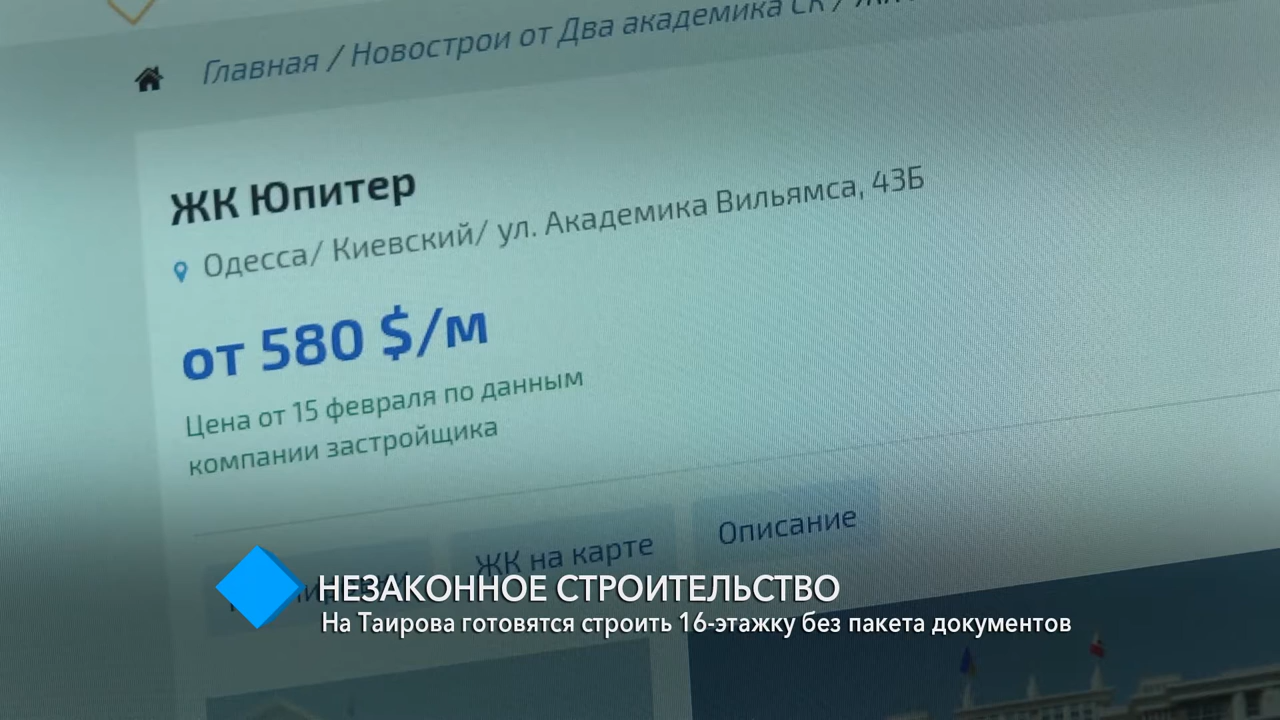 Главная / Новострои от Два академика СК /
ЖК Юпитер
Одесса/ Киевский/ ул. Академика Вильямса, 43Б
от 580 $/м
Цена от 15 февраля по данным
компании застройщика
ЖК на карте
Описание
НЕЗАКОННОЕ СТРОИТЕЛЬСТВО
На Таирова готовятся строить 16-этажку без пакета документов